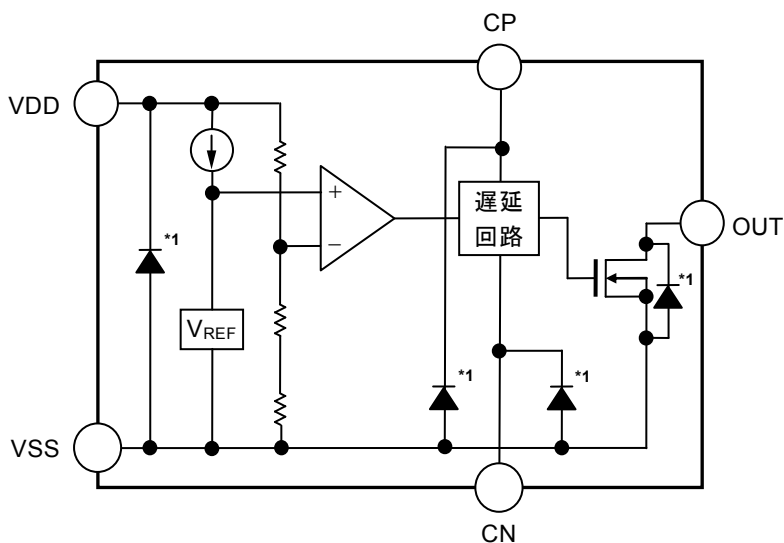 CP
VDD
+
−
遅延
回路
OUT
*1
*1
VREF
*1
*1
VSS
CN